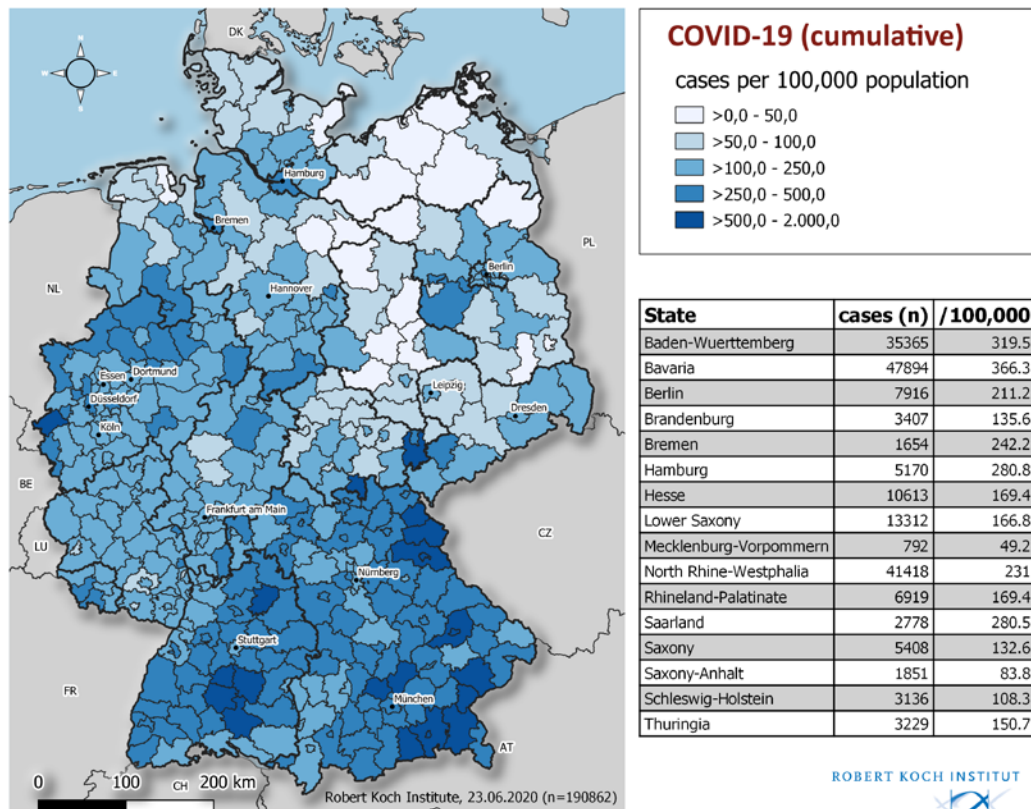 DK
N
W
E
S
Hamburg
Bremen
PL
Berlin
NL
Hannover
Essen
Dortmund
Düsseldorf
Köln
Leipzig
Dresden
BE
Frankfurt am Main
LU
CZ
Nürnberg
Stuttgart
FR
München
AT
CH
0 100 200 km
Robert Koch Institute, 23.06.2020 (n=190862)
COVID-19 (cumulative)
cases per 100,000 population
>0,0 - 50,0
>50,0 - 100,0
>100,0 - 250,0
>250,0 - 500,0
>500,0 - 2.000,0
State cases (n) /100,000
Baden-Wuerttemberg 35365 319.5
Bavaria 47894 366.3
Berlin 7916 211.2
Brandenburg 3407 135.6
Bremen 1654 242.2
Hamburg 5170 280.8
Hesse 10613 169.4
Lower Saxony 13312 166.8
Mecklenburg-Vorpommern 792 49.2
North Rhine-Westphalia 41418 231
Rhineland-Palatinate 6919 169.4
Saarland 2778 280.5
Saxony 5408 132.6
Saxony-Anhalt 1851 83.8
Schleswig-Holstein 3136 108.3
Thuringia 3229 150.7
ROBERT KOCH INSTITUT